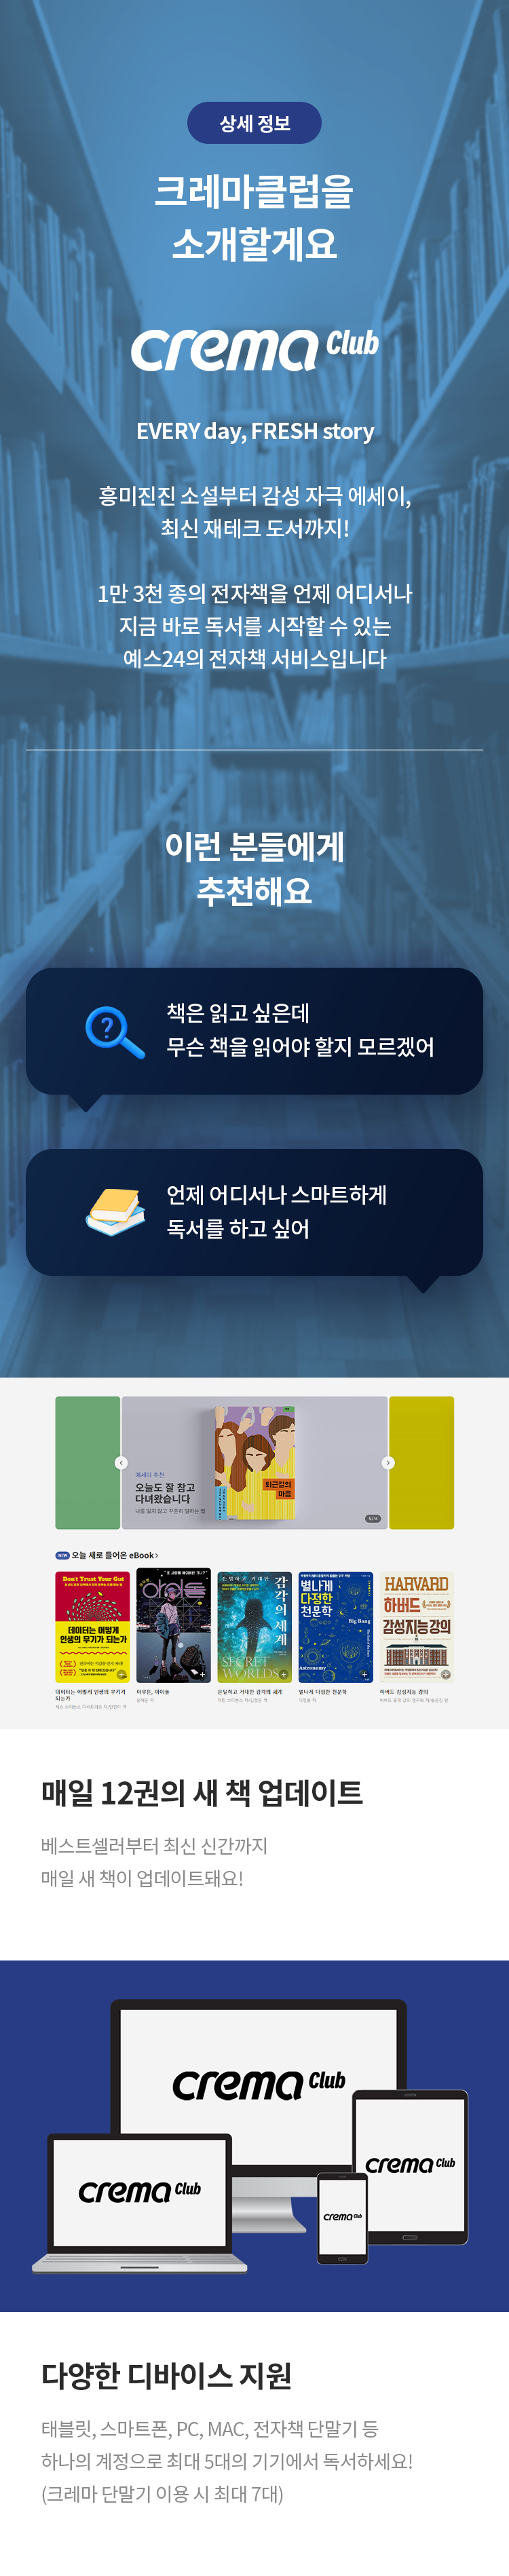 상세 정보
크레마클럽을
소개할게요
crema Club
EVERY day, FRESH story
흥미진진 소설부터 감성 자극 에세이,
최신 재테크 도서까지!
1만 3천 종의 전자책을 언제 어디서나
지금 바로 독서를 시작할 수 있는
예스24의 전자책 서비스입니다
이런 분들에게
추천해요
?
책은 읽고 싶은데
무슨 책을 읽어야 할지 모르겠어
언제 어디서나 스마트하게
독서를 하고 싶어
에세이 추천
오늘도 잘 참고
다녀왔습니다
퇴근길의
마음
NEW 오늘 새로 들어온 eBook
Don't Trust Your Gut
데이터는 어떻게
인생의 무기가 되는가
아이돌
감각의 세계
SECRET
WORLDS
별나게
다정한
천문학
Big Bang
Astronomy
HARVARD
하버드
감성지능강의
데이터는 어떻게 인생의 무기가
되는가
은밀하고 거대한 감각의 세계
별나게 다정한 천문학
하버드 감성지능 강의
매일 12권의 새 책 업데이트
베스트셀러부터 최신 신간까지
매일 새 책이 업데이트돼요!
crema Club
crema Club
crema Club
crema Club
다양한 디바이스 지원
태블릿, 스마트폰, PC, MAC, 전자책 단말기 등
하나의 계정으로 최대 5대의 기기에서 독서하세요!
(크레마 단말기 이용 시 최대 7대)